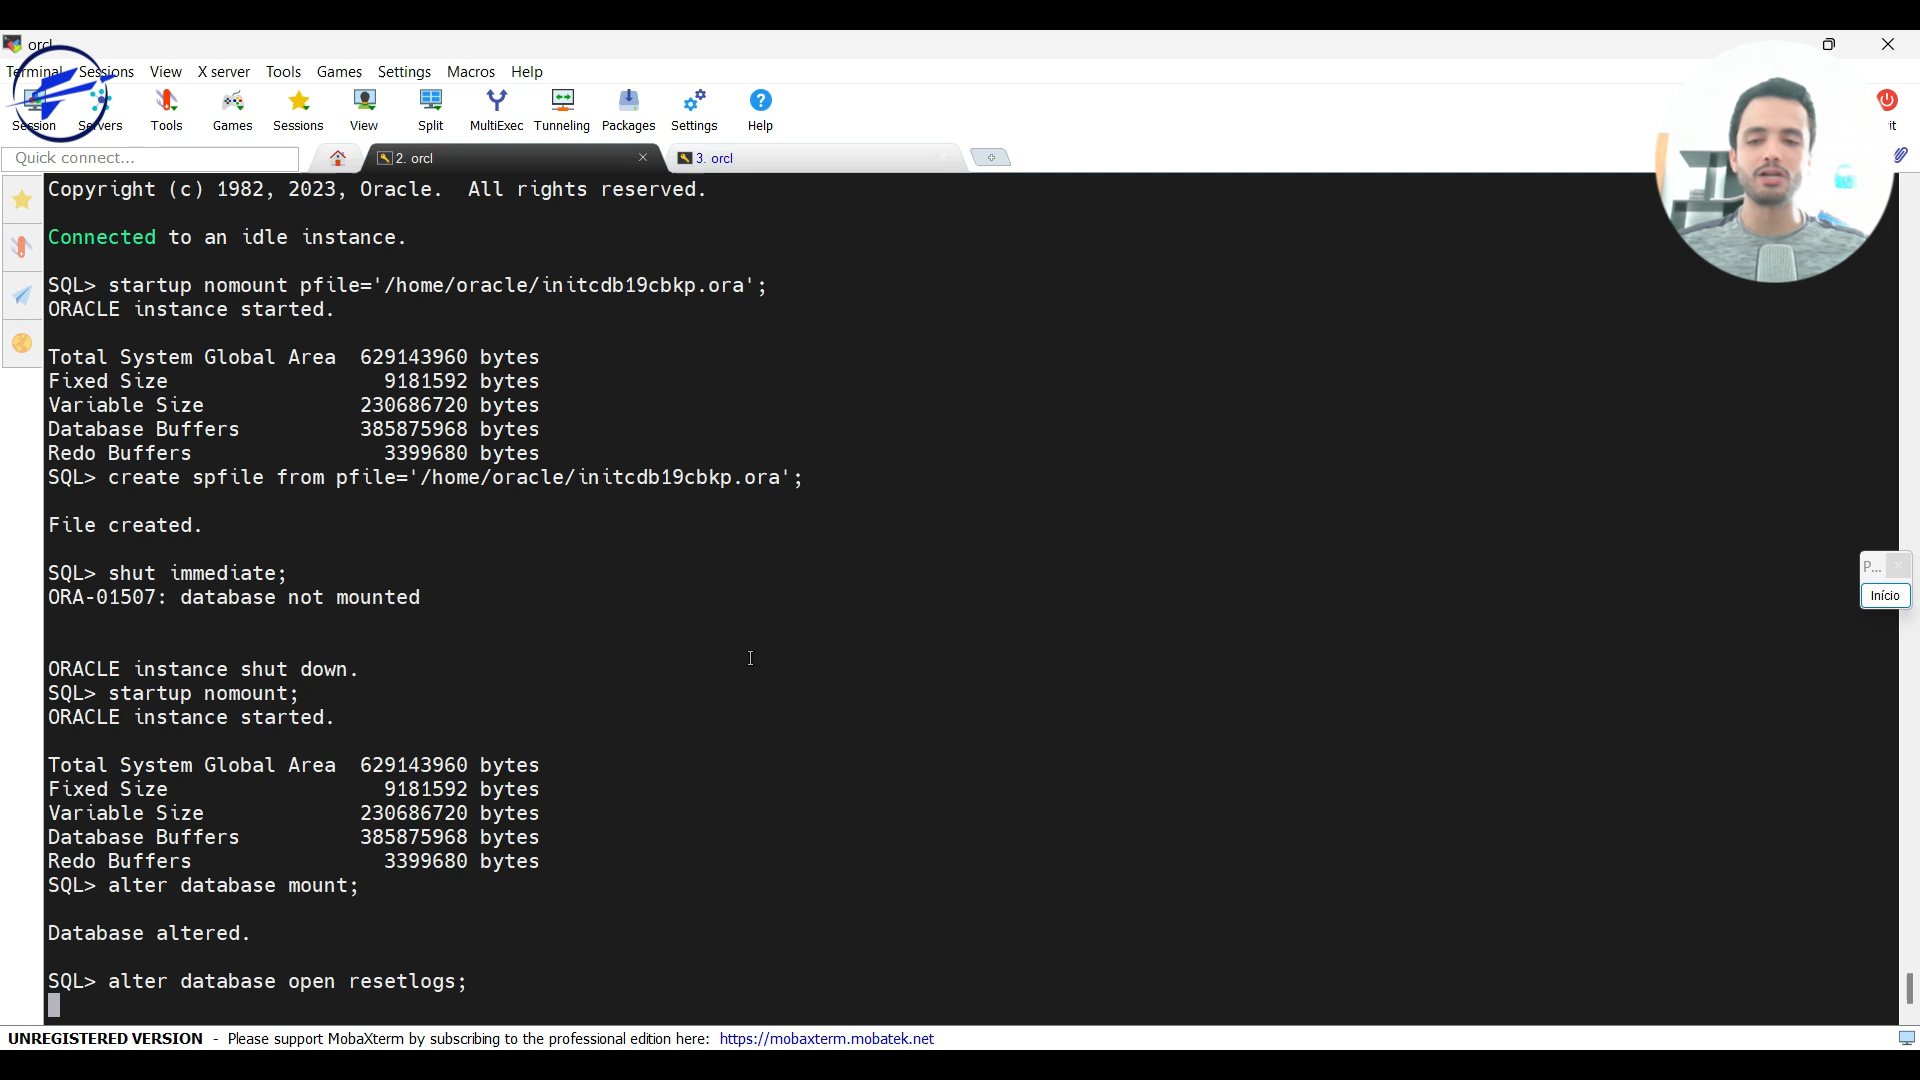 orcl
Terminal Sessions View X server Tools Games Settings Macros Help
Session Servers Tools Games Sessions View Split MultiExec Tunneling Packages Settings Help
Quick connect...
2. orcl
3. orcl
Copyright (c) 1982, 2023, Oracle.  All rights reserved.
Connected to an idle instance.
SQL> startup nomount pfile='/home/oracle/initcdb19cbkp.ora';
ORACLE instance started.
Total System Global Area  629143960 bytes
Fixed Size                  9181592 bytes
Variable Size             230686720 bytes
Database Buffers          385875968 bytes
Redo Buffers                3399680 bytes
SQL> create spfile from pfile='/home/oracle/initcdb19cbkp.ora';
File created.
SQL> shut immediate;
ORA-01507: database not mounted
ORACLE instance shut down.
SQL> startup nomount;
ORACLE instance started.
Total System Global Area  629143960 bytes
Fixed Size                  9181592 bytes
Variable Size             230686720 bytes
Database Buffers          385875968 bytes
Redo Buffers                3399680 bytes
SQL> alter database mount;
Database altered.
SQL> alter database open resetlogs;
P...
Início
UNREGISTERED VERSION - Please support MobaXterm by subscribing to the professional edition here: https://mobaxterm.mobatek.net